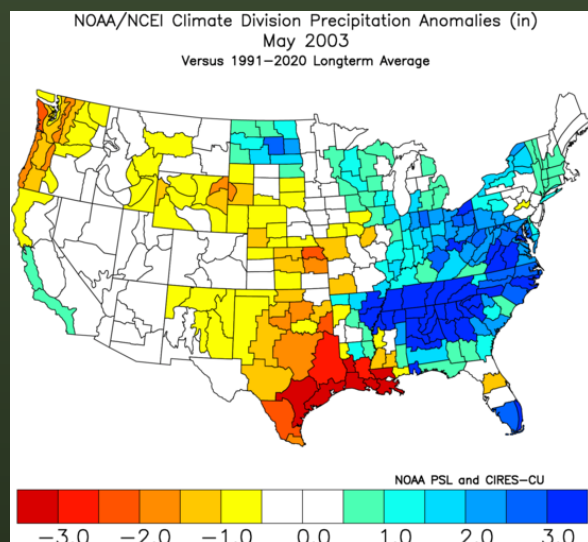 NOAA/NCEI Climate Division Precipitation Anomalies (in)
May 2003
Versus 1991−2020 Longterm Average
NOAA PSL and CIRES−CU
−3.0 −2.0 −1.0 0.0 1.0 2.0 3.0